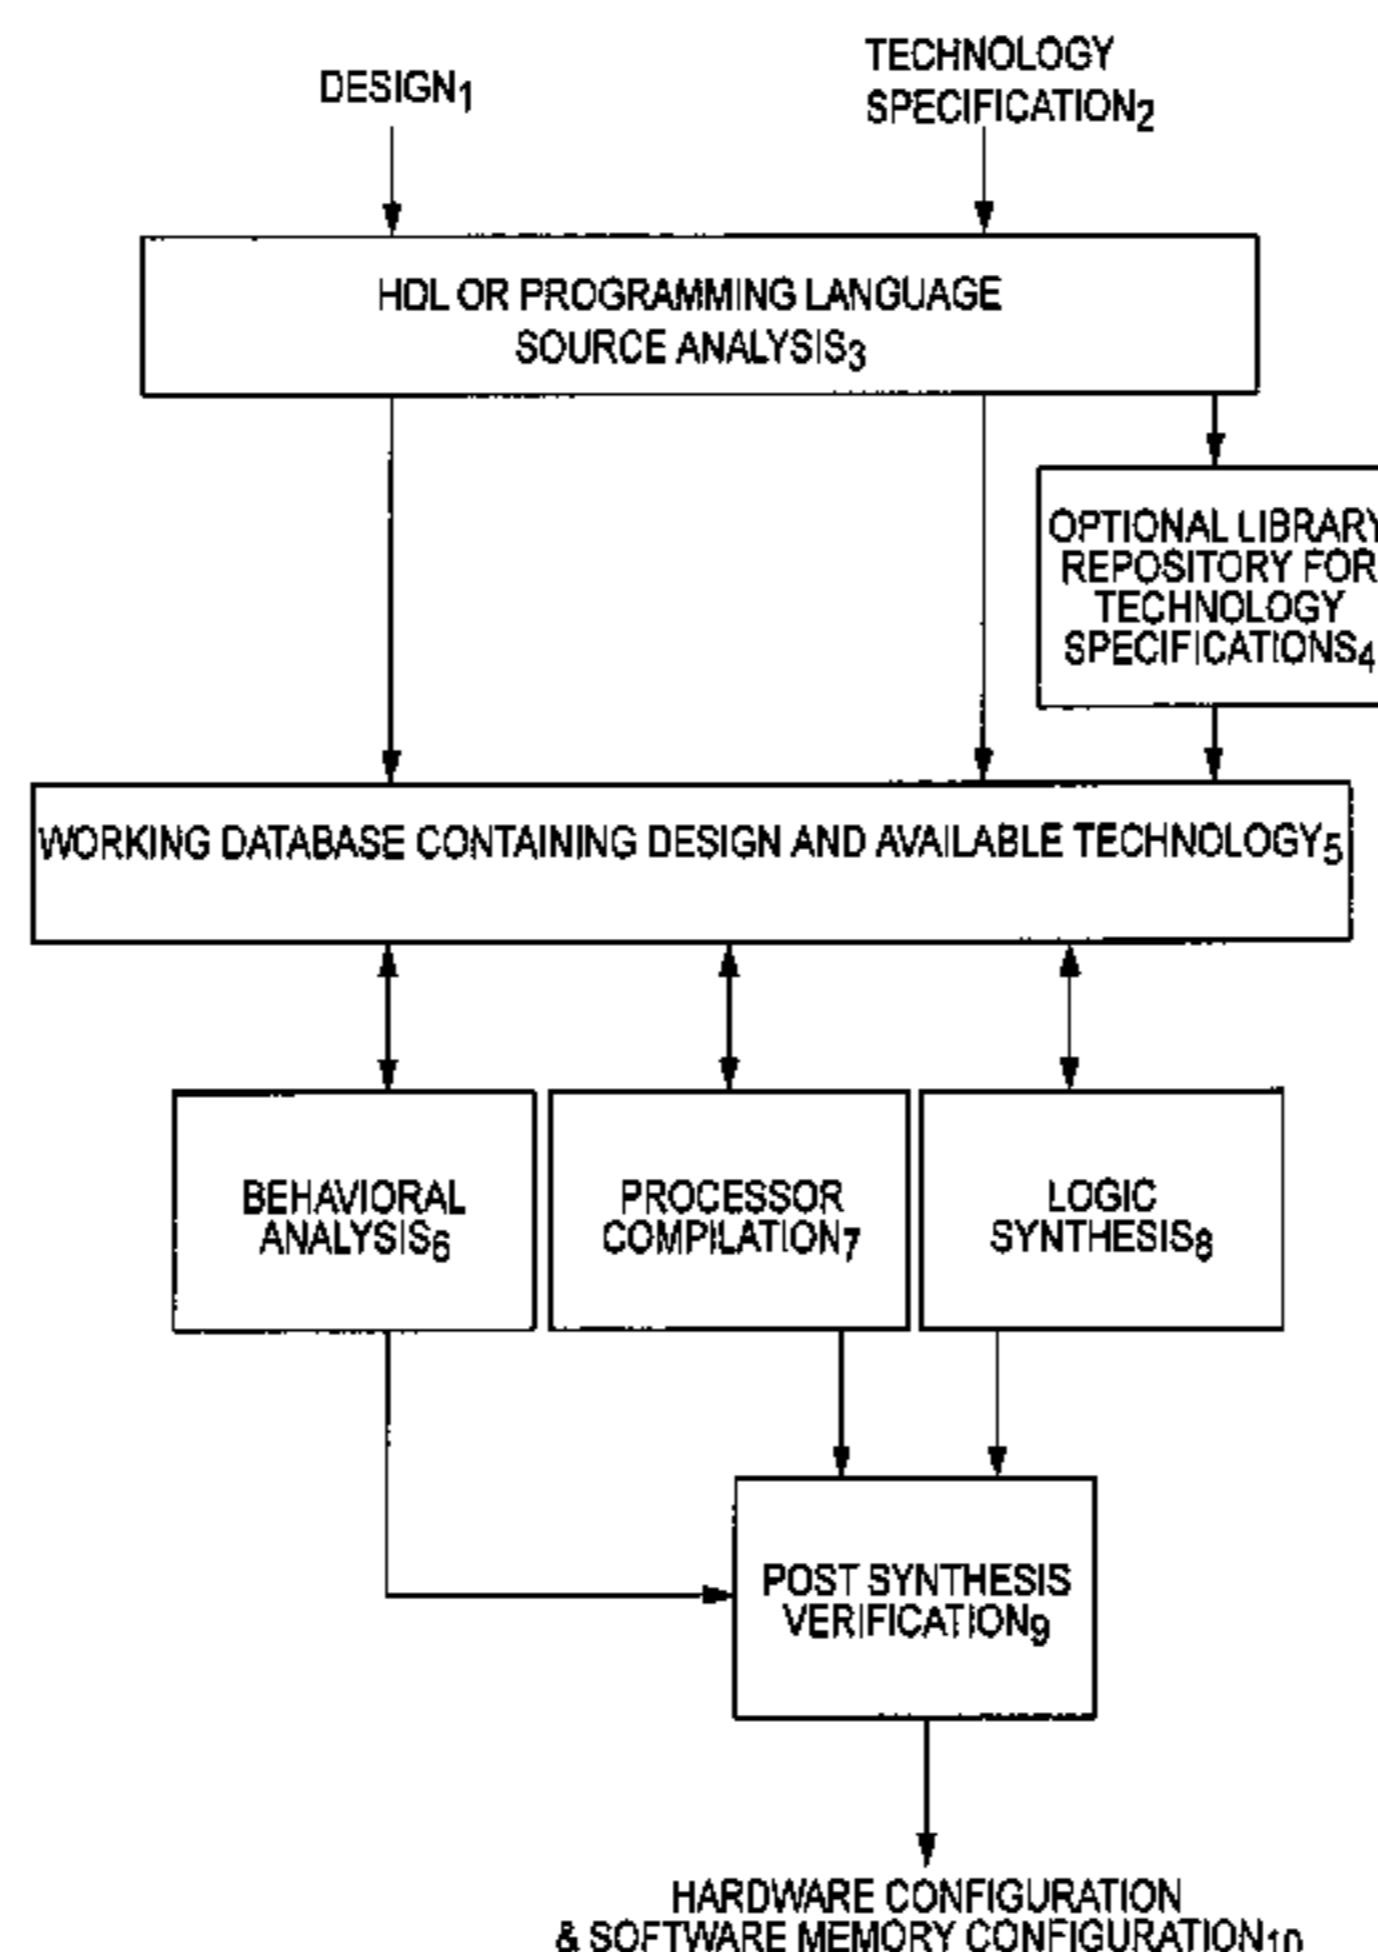 DESIGN1
TECHNOLOGY
SPECIFICATION2
HDL OR PROGRAMMING LANGUAGE
SOURCE ANALYSIS3
OPTIONAL LIBRARY
REPOSITORY FOR
TECHNOLOGY
SPECIFICATIONS4
WORKING DATABASE CONTAINING DESIGN AND AVAILABLE TECHNOLOGY5
BEHAVIORAL
ANALYSIS6
PROCESSOR
COMPILATION7
LOGIC
SYNTHESIS8
POST SYNTHESIS
VERIFICATION9
HARDWARE CONFIGURATION
& SOFTWARE MEMORY CONFIGURATION10